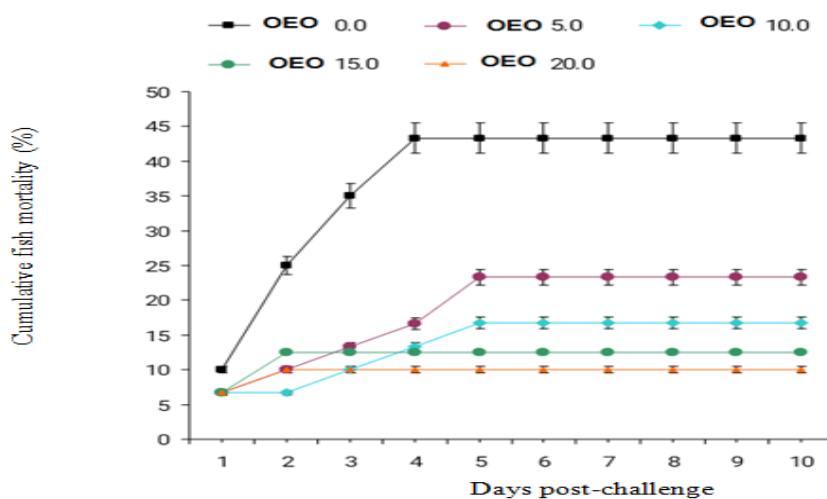 OEO 0.0 OEO 5.0 OEO 10.0
OEO 15.0 OEO 20.0
Cumulative fish mortality (%)
50
45
40
35
30
25
20
15
10
5
0
1 2 3 4 5 6 7 8 9 10
Days post-challenge